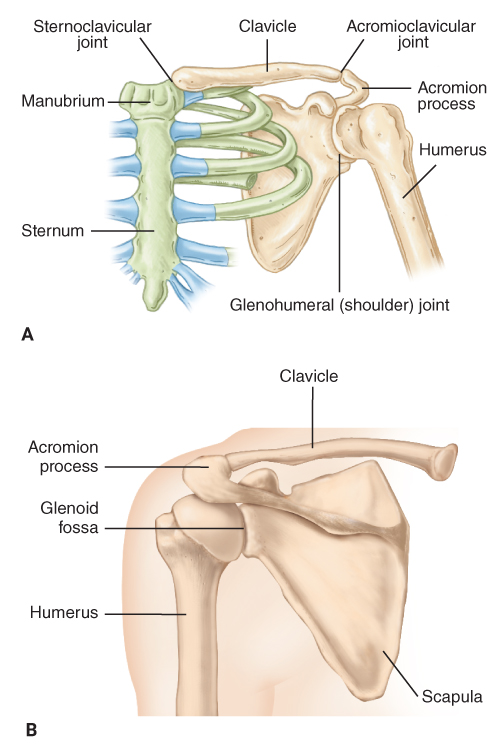 Sternoclavicular
joint
Clavicle
Acromioclavicular
joint
Manubrium
Acromion
process
Humerus
Sternum
Glenohumeral (shoulder) joint
A
Clavicle
Acromion
process
Glenoid
fossa
Humerus
Scapula
B